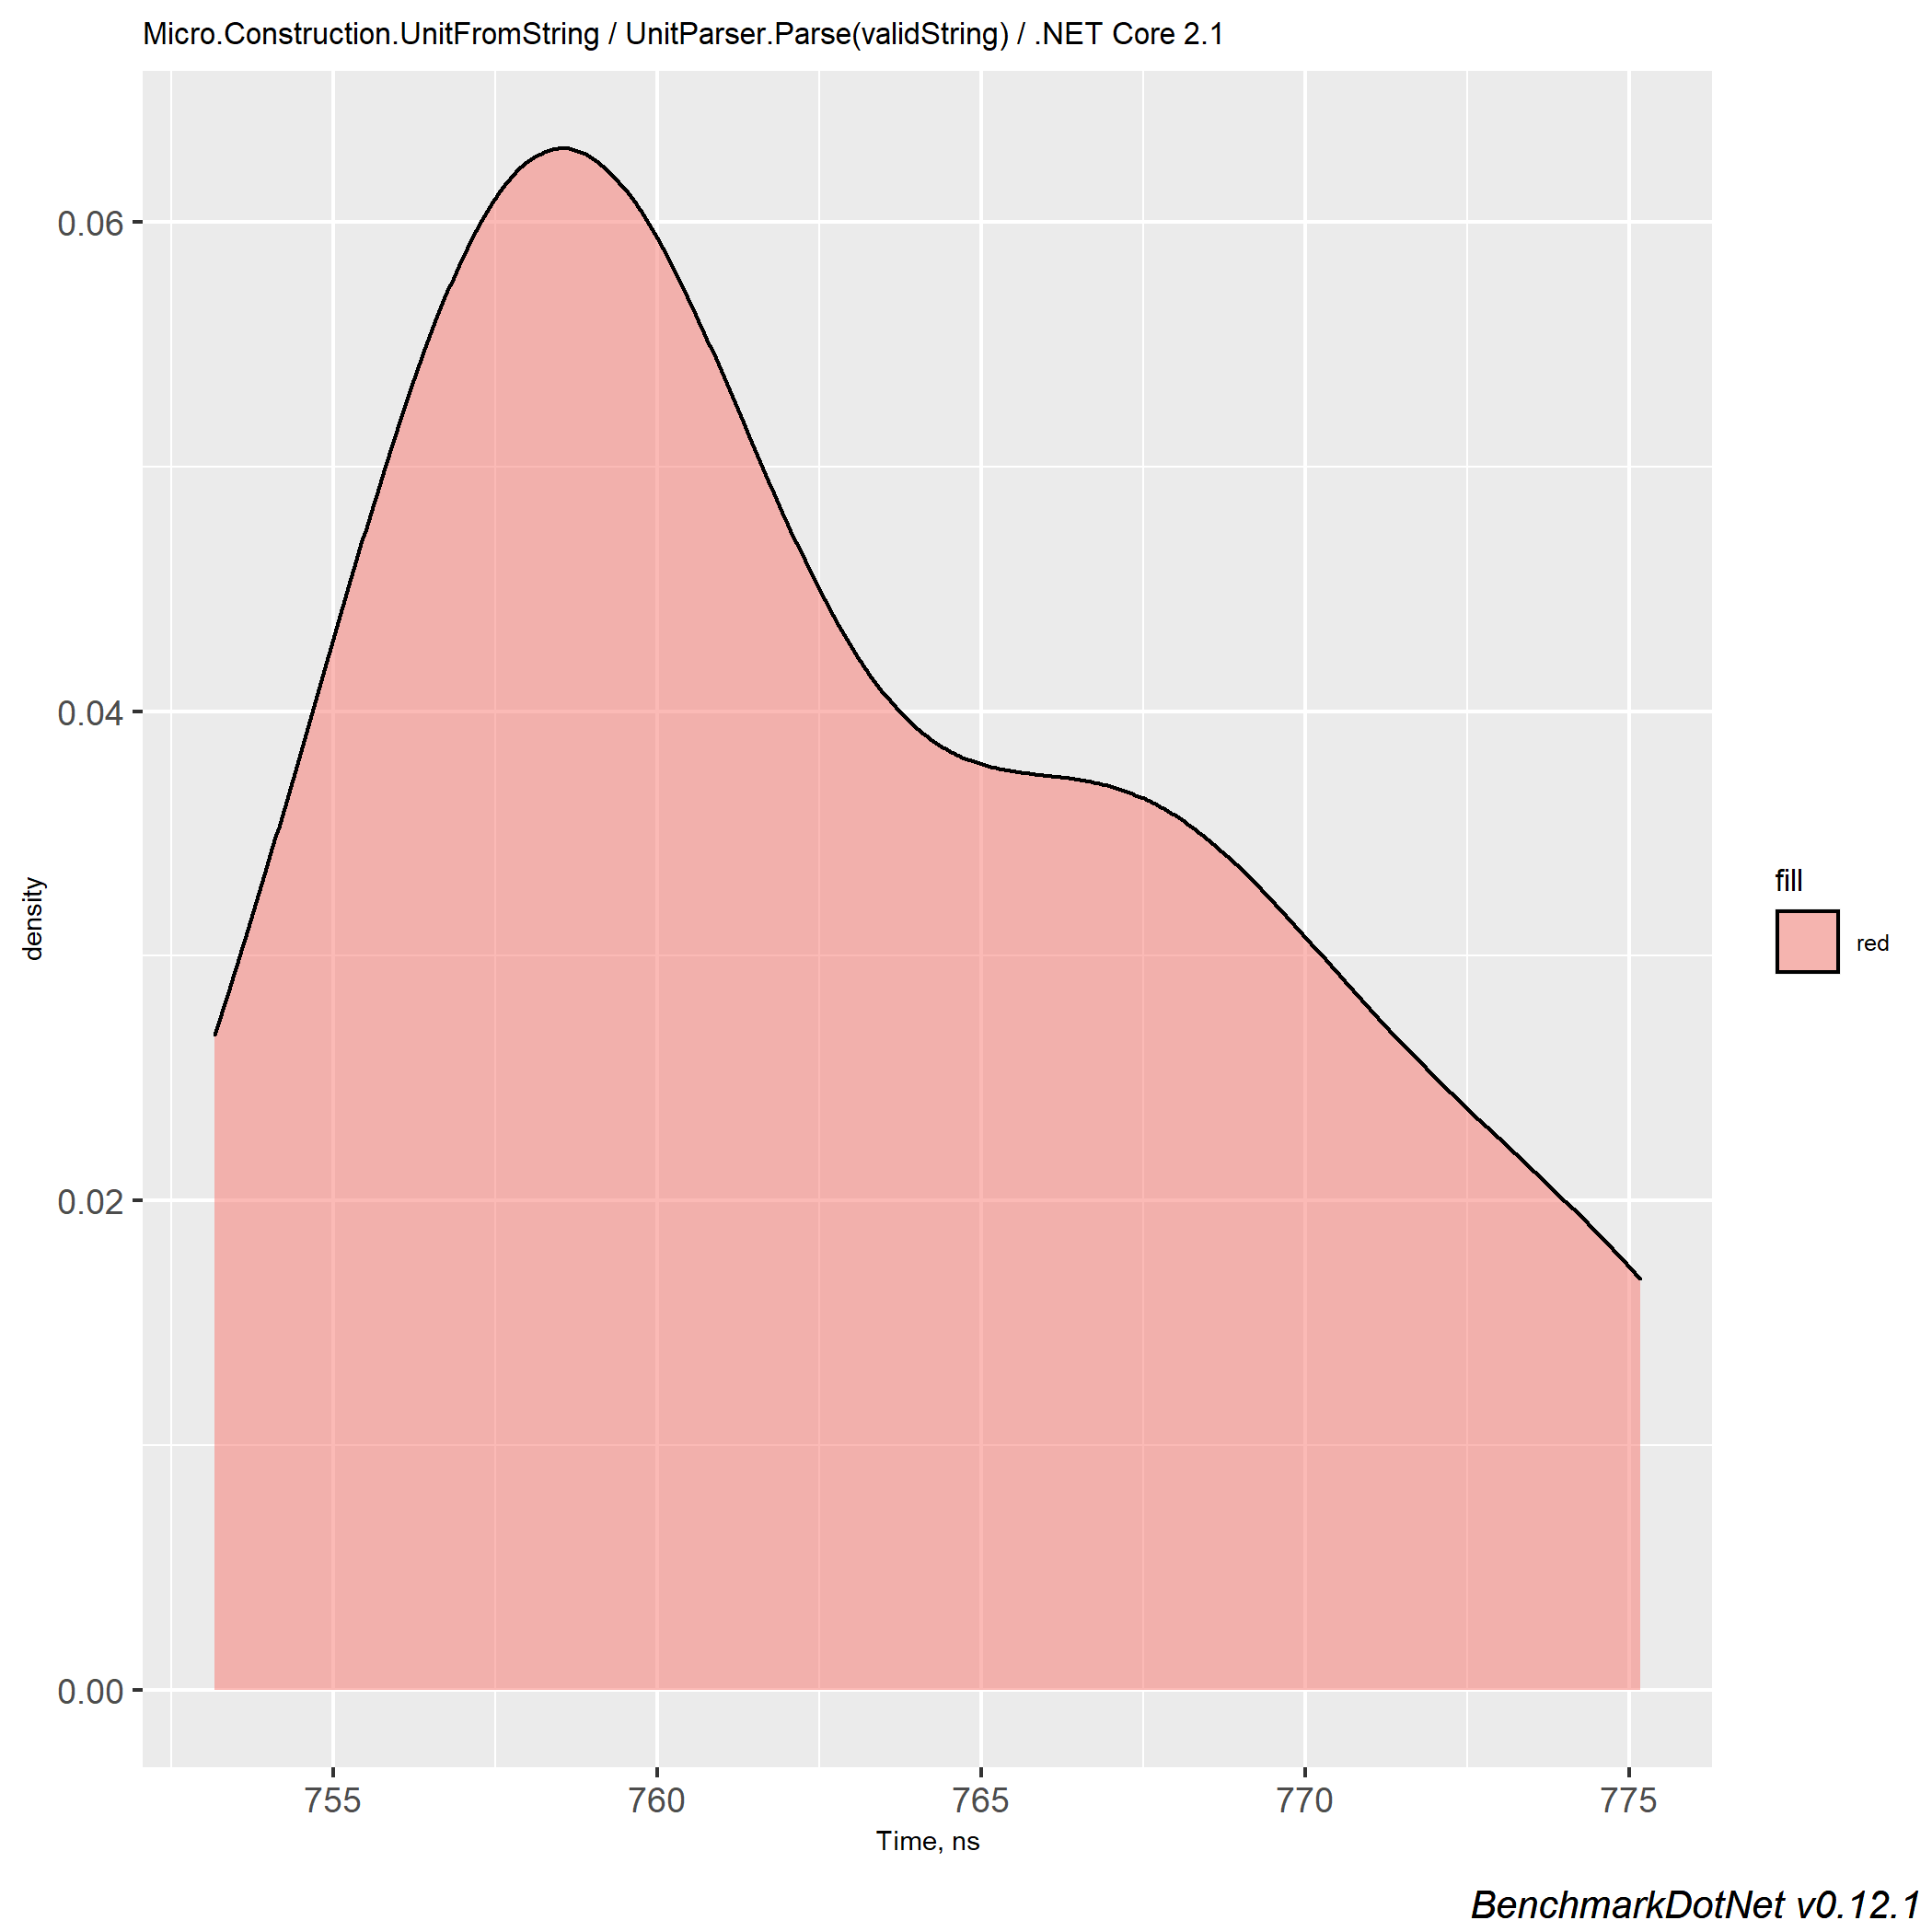 Micro.Construction.UnitFromString / UnitParser.Parse(validString) / .NET Core 2.1
0.06
0.04
0.02
0.00
density
755 760 765 770 775
Time, ns
fill
red
BenchmarkDotNet v0.12.1